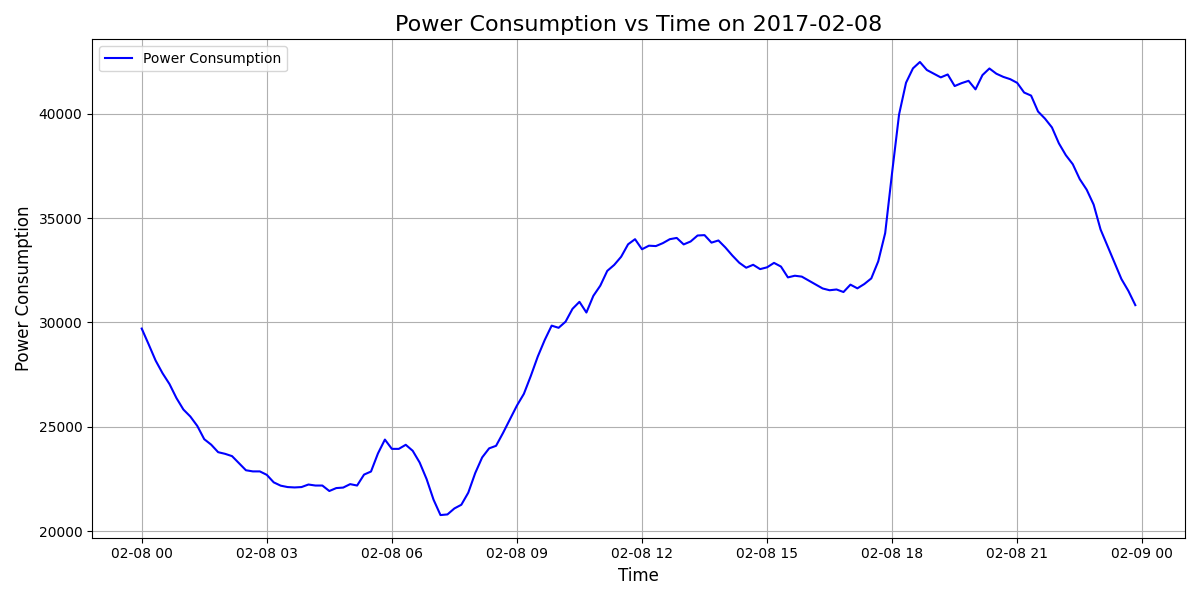 Power Consumption vs Time on 2017-02-08
Power Consumption
40000
35000
30000
25000
20000
Power Consumption
02-08 00 02-08 03 02-08 06 02-08 09 02-08 12 02-08 15 02-08 18 02-08 21 02-09 00
Time